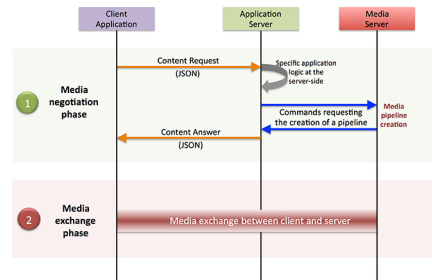 Client
Application
Application
Server
Media
Server
1
Media
negotiation
phase
Content Request
(JSON)
Specific application
logic at the
server-side
Commands requesting
the creation of a pipeline
Media
pipeline
creation
Content Answer
(JSON)
2
Media
exchange
phase
Media exchange between client and server